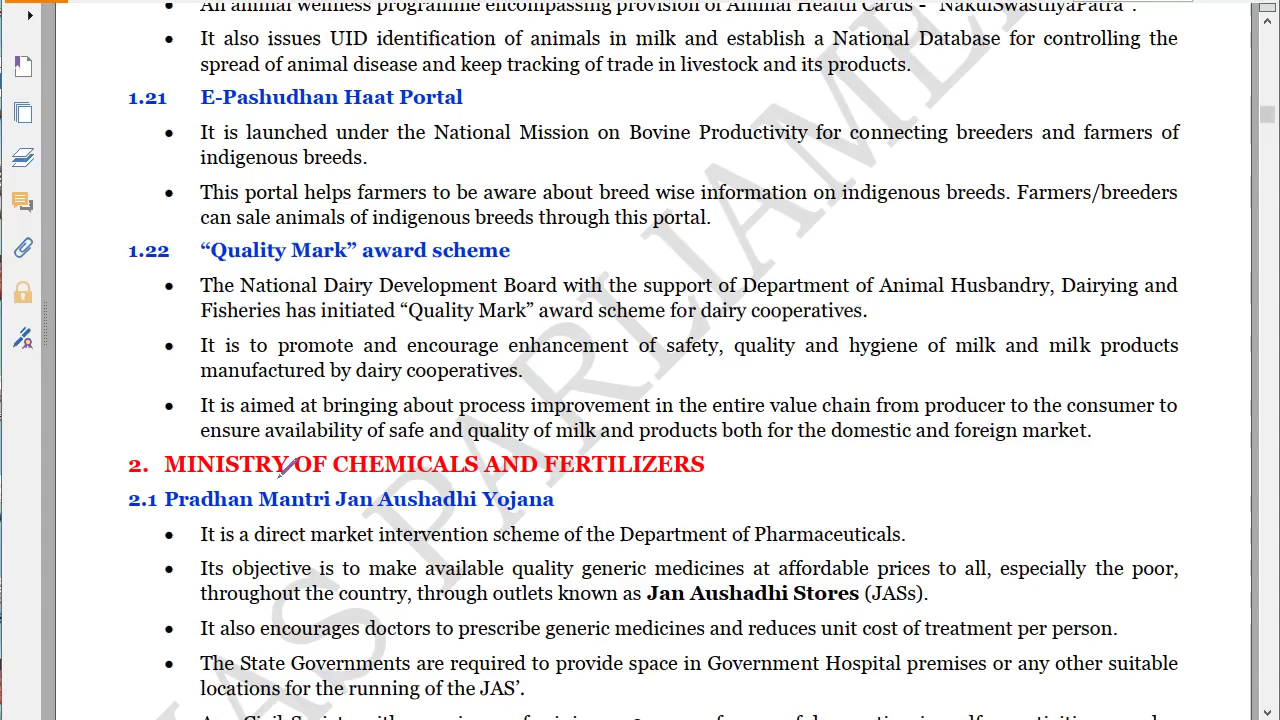 An animal wellness programme encompassing provision of Animal Health Cards - "NakulSwasthyaPatra".
• It also issues UID identification of animals in milk and establish a National Database for controlling the
spread of animal disease and keep tracking of trade in livestock and its products.
1.21 E-Pashudhan Haat Portal
• It is launched under the National Mission on Bovine Productivity for connecting breeders and farmers of
indigenous breeds.
• This portal helps farmers to be aware about breed wise information on indigenous breeds. Farmers/breeders
can sale animals of indigenous breeds through this portal.
1.22 “Quality Mark” award scheme
• The National Dairy Development Board with the support of Department of Animal Husbandry, Dairying and
Fisheries has initiated “Quality Mark” award scheme for dairy cooperatives.
• It is to promote and encourage enhancement of safety, quality and hygiene of milk and milk products
manufactured by dairy cooperatives.
• It is aimed at bringing about process improvement in the entire value chain from producer to the consumer to
ensure availability of safe and quality of milk and products both for the domestic and foreign market.
2. MINISTRY OF CHEMICALS AND FERTILIZERS
2.1 Pradhan Mantri Jan Aushadhi Yojana
• It is a direct market intervention scheme of the Department of Pharmaceuticals.
• Its objective is to make available quality generic medicines at affordable prices to all, especially the poor,
throughout the country, through outlets known as Jan Aushadhi Stores (JASs).
• It also encourages doctors to prescribe generic medicines and reduces unit cost of treatment per person.
• The State Governments are required to provide space in Government Hospital premises or any other suitable
locations for the running of the JAS’.